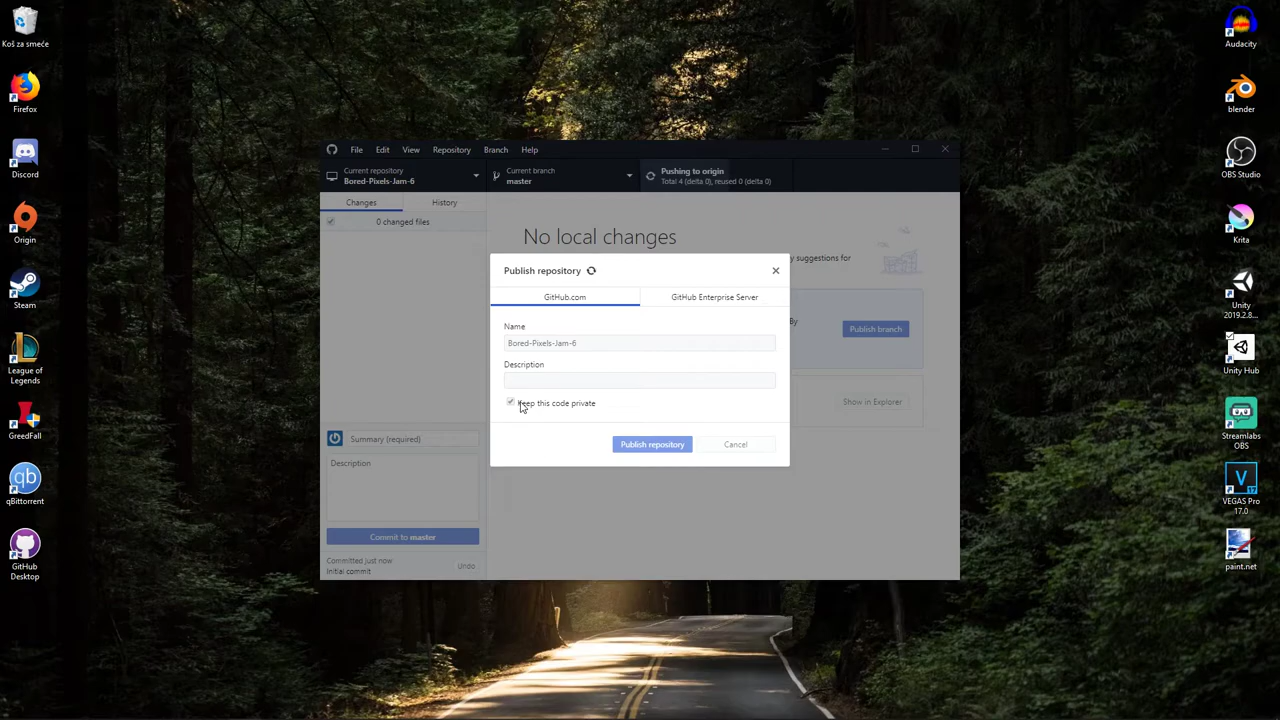 Koš za smeće
Firefox
Discord
Origin
Steam
League of
Legends
GreedFall
qBittorrent
GitHub
Desktop
File Edit View Repository Branch Help
Current repository
Bored-Pixels-Jam-6
Current branch
master
Pushing to origin
Total 4 (delta 0), reused 0 (delta 0)
Changes History
0 changed files
Summary (required)
Description
Commit to master
Committed just now
Initial commit
Undo
No local changes
y suggestions for
By
Publish branch
Show in Explorer
Publish repository
GitHub.com GitHub Enterprise Server
Name
Bored-Pixels-Jam-6
Description
Keep this code private
Publish repository Cancel
Audacity
blender
OBS Studio
Krita
Unity
2019.2.8...
Unity Hub
Streamlabs
OBS
VEGAS Pro
17.0
paint.net